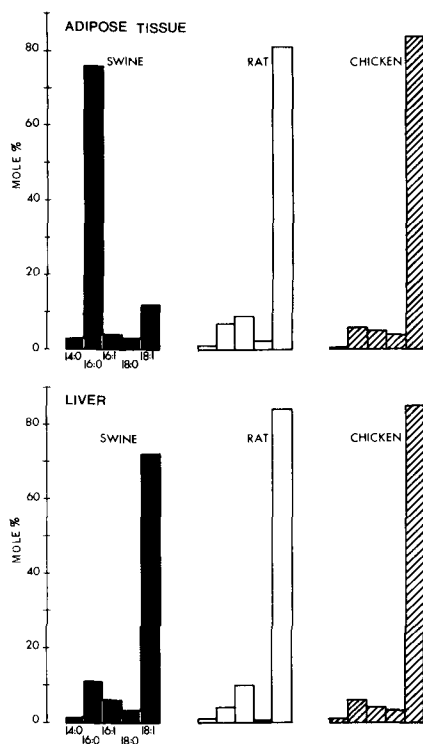 ADIPOSE TISSUE
SWINE
RAT
CHICKEN
MOLE %
80
60
40
20
0
14:0 16:0 16:1 18:0 18:1
LIVER
SWINE
RAT
CHICKEN
MOLE %
80
60
40
20
0
14:0 16:0 16:1 18:0 18:1